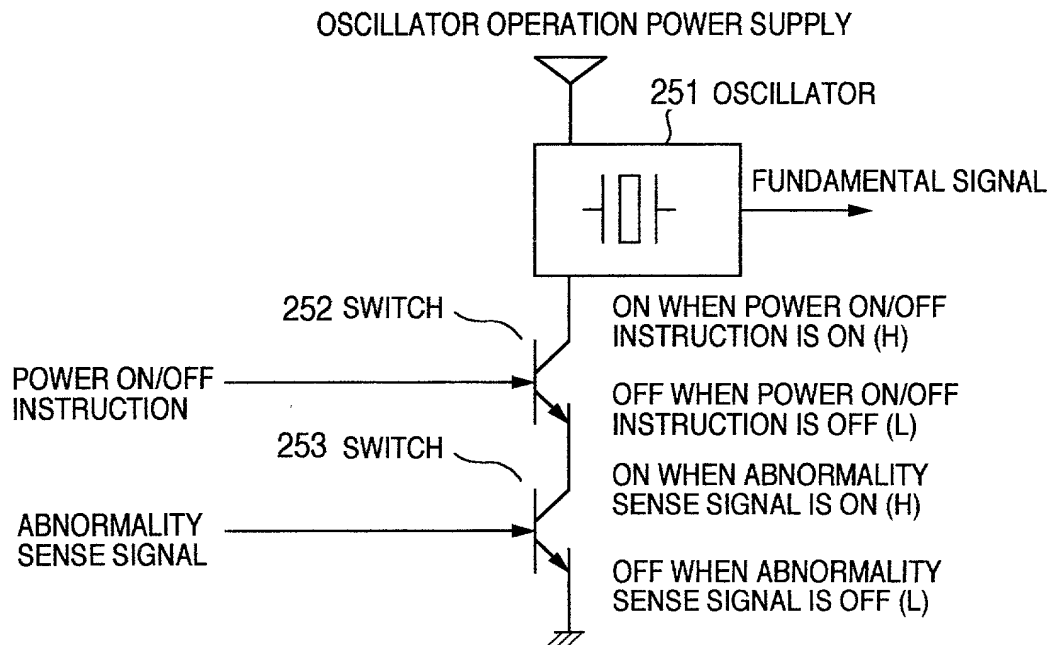 OSCILLATOR OPERATION POWER SUPPLY
251 OSCILLATOR
FUNDAMENTAL SIGNAL
252 SWITCH
ON WHEN POWER ON/OFF
INSTRUCTION IS ON (H)
POWER ON/OFF
INSTRUCTION
OFF WHEN POWER ON/OFF
INSTRUCTION IS OFF (L)
253 SWITCH
ON WHEN ABNORMALITY
SENSE SIGNAL IS ON (H)
ABNORMALITY
SENSE SIGNAL
OFF WHEN ABNORMALITY
SENSE SIGNAL IS OFF (L)